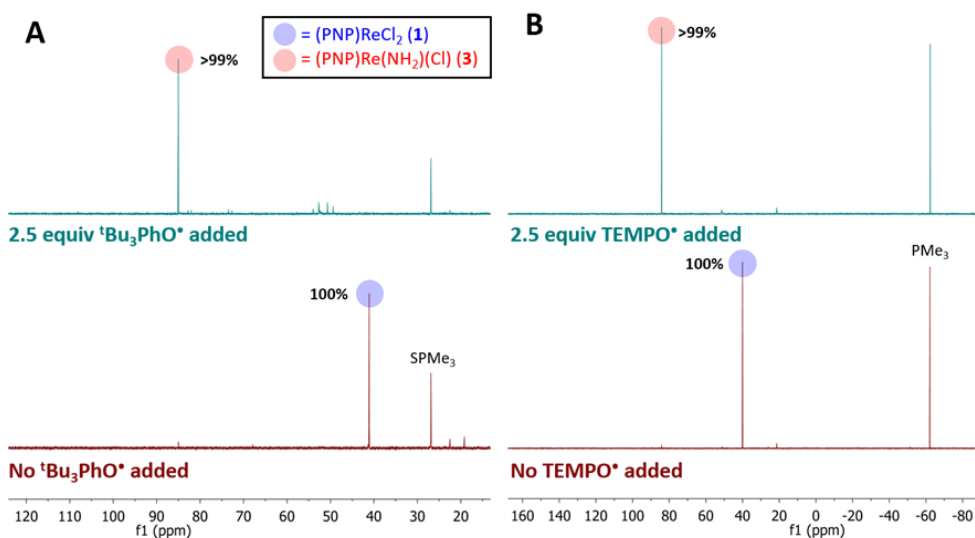 A
= (PNP)ReCl₂ (1)
= (PNP)Re(NH₂)(Cl) (3)
B
>99%
>99%
2.5 equiv ᵗBu₃PhO• added
2.5 equiv TEMPO• added
100%
SPMe₃
100%
PMe₃
No ᵗBu₃PhO• added
No TEMPO• added
120 110 100 90 80 70 60 50 40 30 20
f1 (ppm)
160 140 120 100 80 60 40 20 0 -20 -40 -60 -80
f1 (ppm)